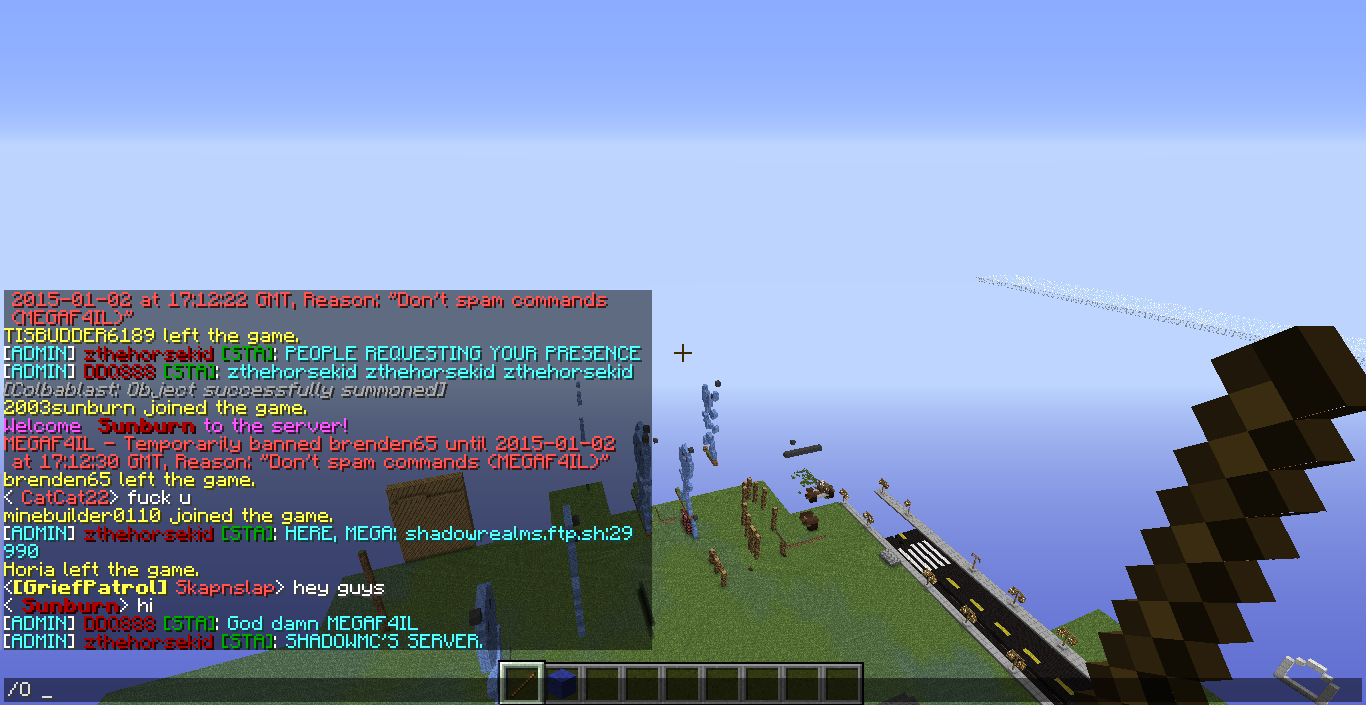 2015-01-02 at 17:12:22 GMT, Reason: "Don't spam commands
(MEGAF4IL)"
TISBUDDER6189 left the game.
[ADMIN] zthehorsekid [STA]: PEOPLE REQUESTING YOUR PRESENCE
[ADMIN] DD0888 [STA]: zthehorsekid zthehorsekid zthehorsekid
[Colbablast: Object successfully summoned]
2003sunburn joined the game.
Welcome Sunburn to the server!
MEGAF4IL - Temporarily banned brenden65 until 2015-01-02
at 17:12:30 GMT, Reason: "Don't spam commands (MEGAF4IL)"
brenden65 left the game.
< CatCat22> fuck u
minebuilder0110 joined the game.
[ADMIN] zthehorsekid [STA]: HERE, MEGA: shadowrealms.ftp.sh:29
990
Horia left the game.
<[GriefPatrol] Skapnslap> hey guys
< Sunburn> hi
[ADMIN] DD0888 [STA]: God damn MEGAF4IL
[ADMIN] zthehorsekid [STA]: SHADOWMC'S SERVER.
/O _